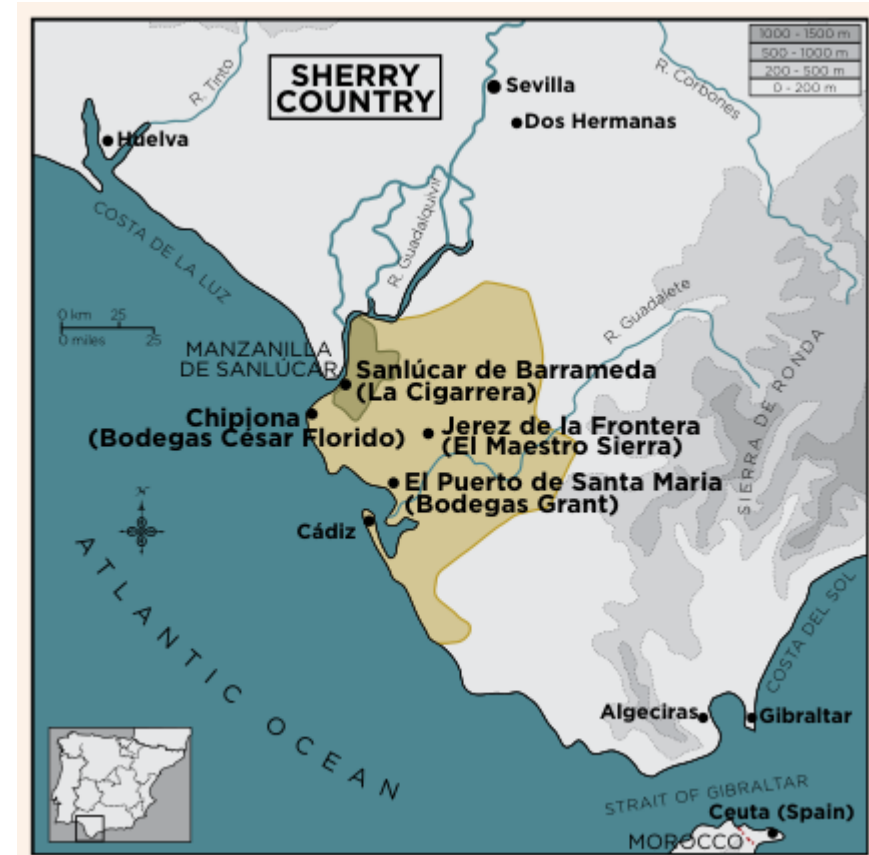 1000 - 1500 m
500 - 1000 m
200 - 500 m
0 - 200 m
SHERRY
COUNTRY
R. Tinto
Sevilla
R. Corbones
Dos Hermanas
Huelva
COSTA DE LA LUZ
R. Guadalquivir
R. Guadalete
0 km 25
0 miles 25
MANZANILLA
DE SANLÚCAR
Sanlúcar de Barrameda
(La Cigarrera)
Chipiona
(Bodegas César Florido)
Jerez de la Frontera
(El Maestro Sierra)
SIERRA DE RONDA
El Puerto de Santa Maria
(Bodegas Grant)
N
Cádiz
ATLANTIC OCEAN
COSTA DEL SOL
Algeciras
Gibraltar
STRAIT OF GIBRALTAR
Ceuta (Spain)
MOROCCO